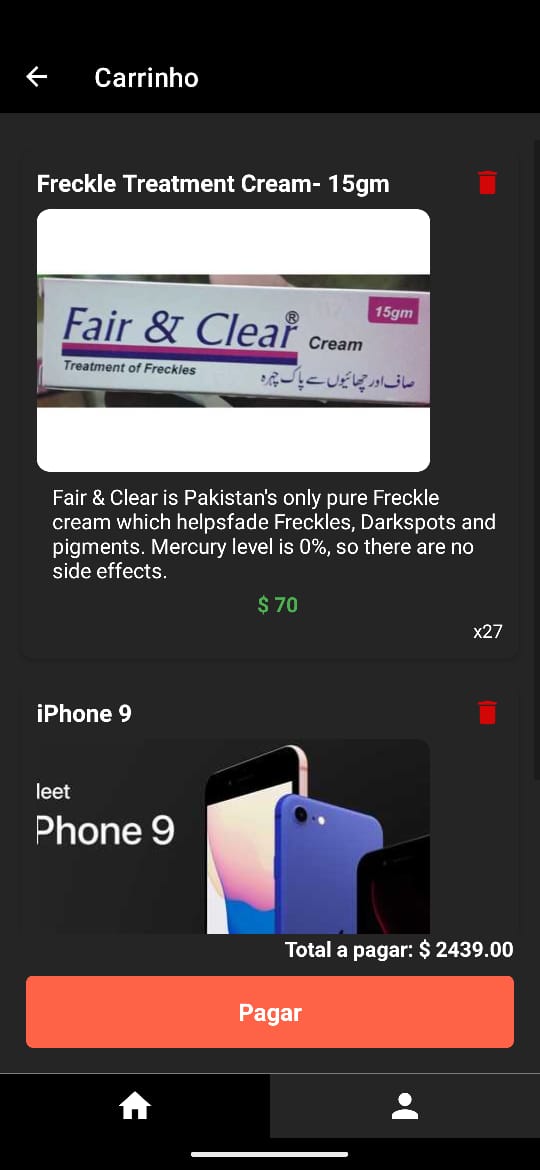 Carrinho
Freckle Treatment Cream- 15gm
Fair & Clear®
Cream
15gm
Treatment of Freckles
صاف اور چھائیوں سے پاک چہرہ
Fair & Clear is Pakistan's only pure Freckle
cream which helpsfade Freckles, Darkspots and
pigments. Mercury level is 0%, so there are no
side effects.
$ 70
x27
iPhone 9
leet
Phone 9
Total a pagar: $ 2439.00
Pagar